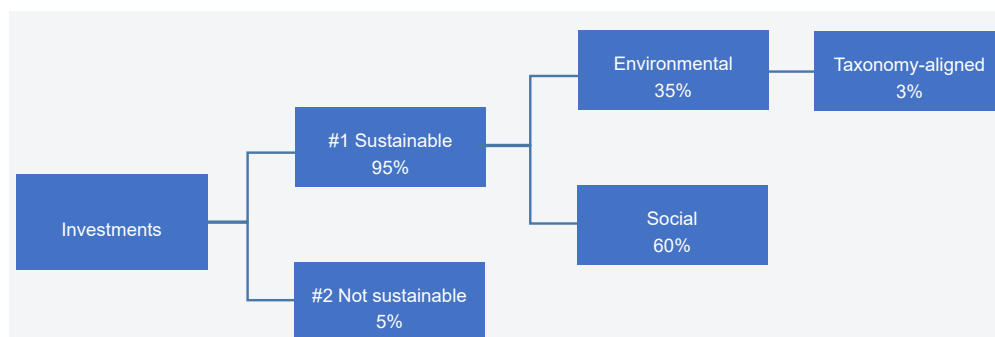 Environmental
35%
Taxonomy-aligned
3%
#1 Sustainable
95%
Investments
Social
60%
#2 Not sustainable
5%